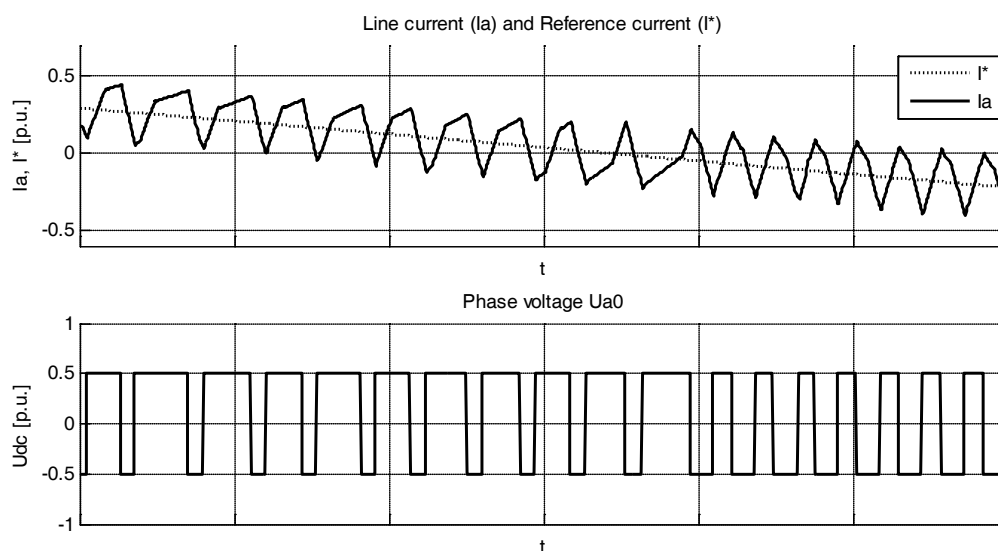 Line current (Ia) and Reference current (I*)
Ia, I* [p.u.]
0.5
0
-0.5
I*
Ia
t
Phase voltage Ua0
Udc [p.u.]
1
0.5
0
-0.5
-1
t